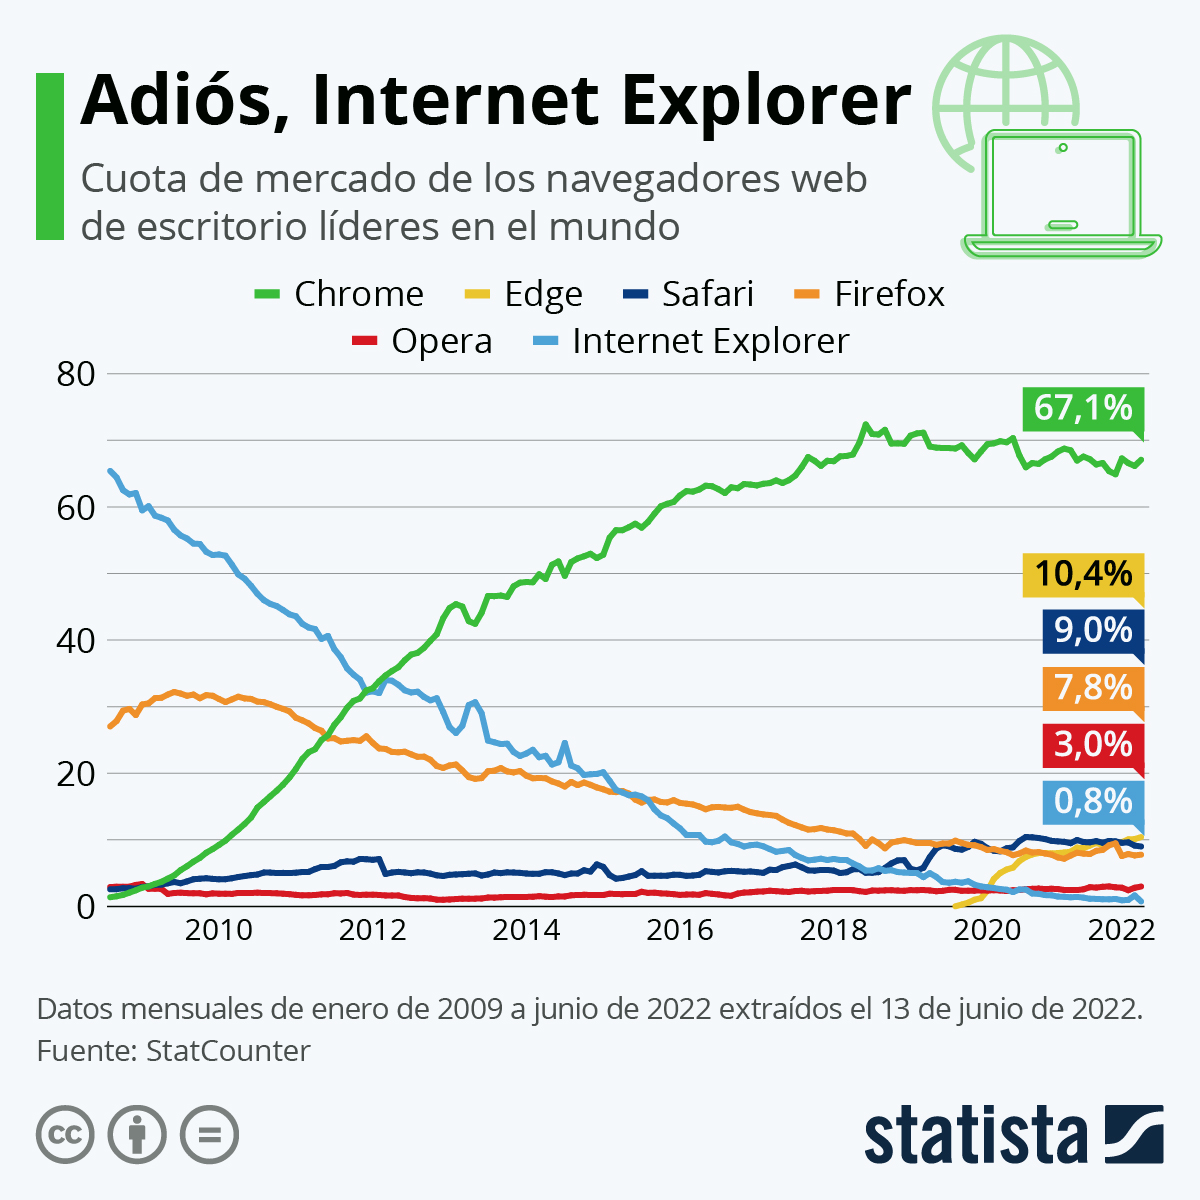 Adiós, Internet Explorer
Cuota de mercado de los navegadores web
de escritorio líderes en el mundo
Chrome Edge Safari Firefox
Opera Internet Explorer
80
67,1%
60
10,4%
9,0%
40
7,8%
3,0%
20
0,8%
0
2010 2012 2014 2016 2018 2020 2022
Datos mensuales de enero de 2009 a junio de 2022 extraídos el 13 de junio de 2022.
Fuente: StatCounter
cc =
statista